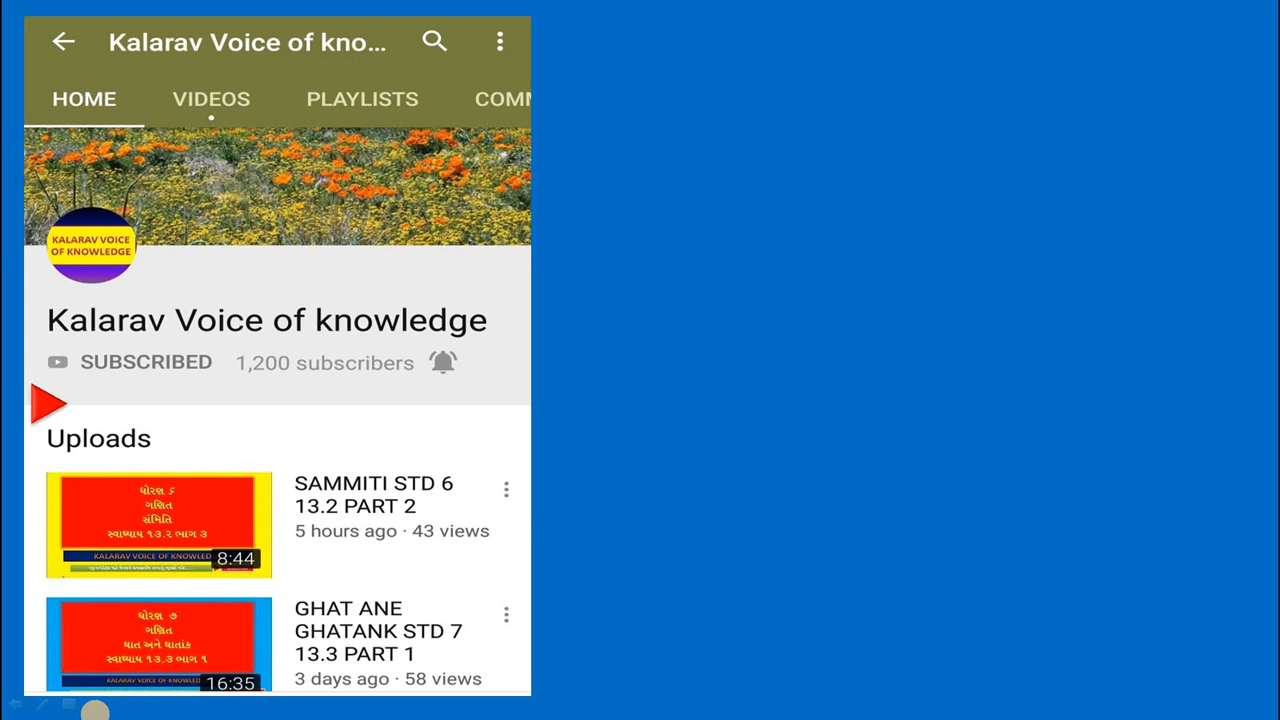 Kalarav Voice of kno...
HOME VIDEOS PLAYLISTS COMM
KALARAV VOICE
OF KNOWLEDGE
Kalarav Voice of knowledge
SUBSCRIBED 1,200 subscribers
Uploads
ધોરણ ૬
ગણિત
સંમિતિ
સ્વાધ્યાય ૧૩.૨ ભાગ ૩
KALARAV VOICE OF KNOWLED
8:44
SAMMITI STD 6
13.2 PART 2
5 hours ago · 43 views
ધોરણ ૭
ગણિત
ઘાત અને ઘાતાંક
સ્વાધ્યાય ૧૩.૩ ભાગ ૧
KALARAV VOICE OF KNOWLED
16:35
GHAT ANE
GHATANK STD 7
13.3 PART 1
3 days ago · 58 views